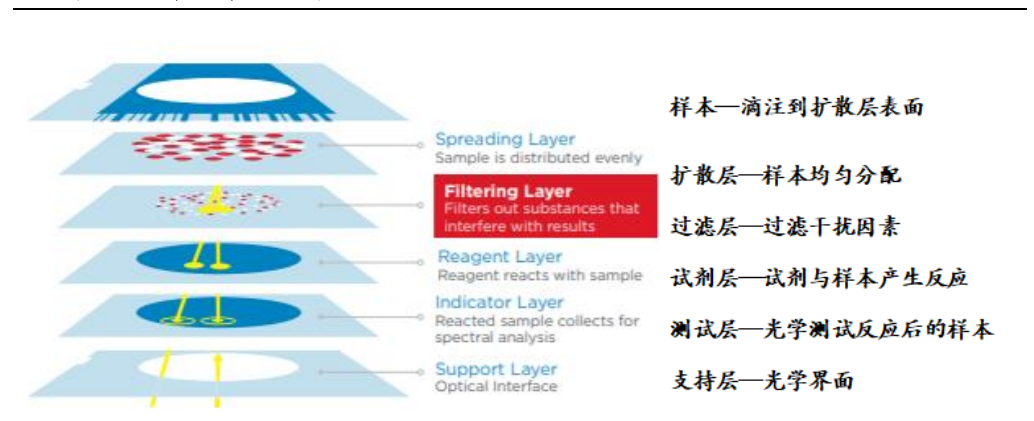 样本—滴注到扩散层表面
Spreading Layer
Sample is distributed evenly
扩散层—样本均匀分配
Filtering Layer
Filters out substances that
interfere with results
过滤层—过滤干扰因素
Reagent Layer
Reagent reacts with sample
试剂层—试剂与样本产生反应
Indicator Layer
Reacted sample collects for
spectral analysis
测试层—光学测试反应后的样本
Support Layer
Optical Interface
支持层—光学界面